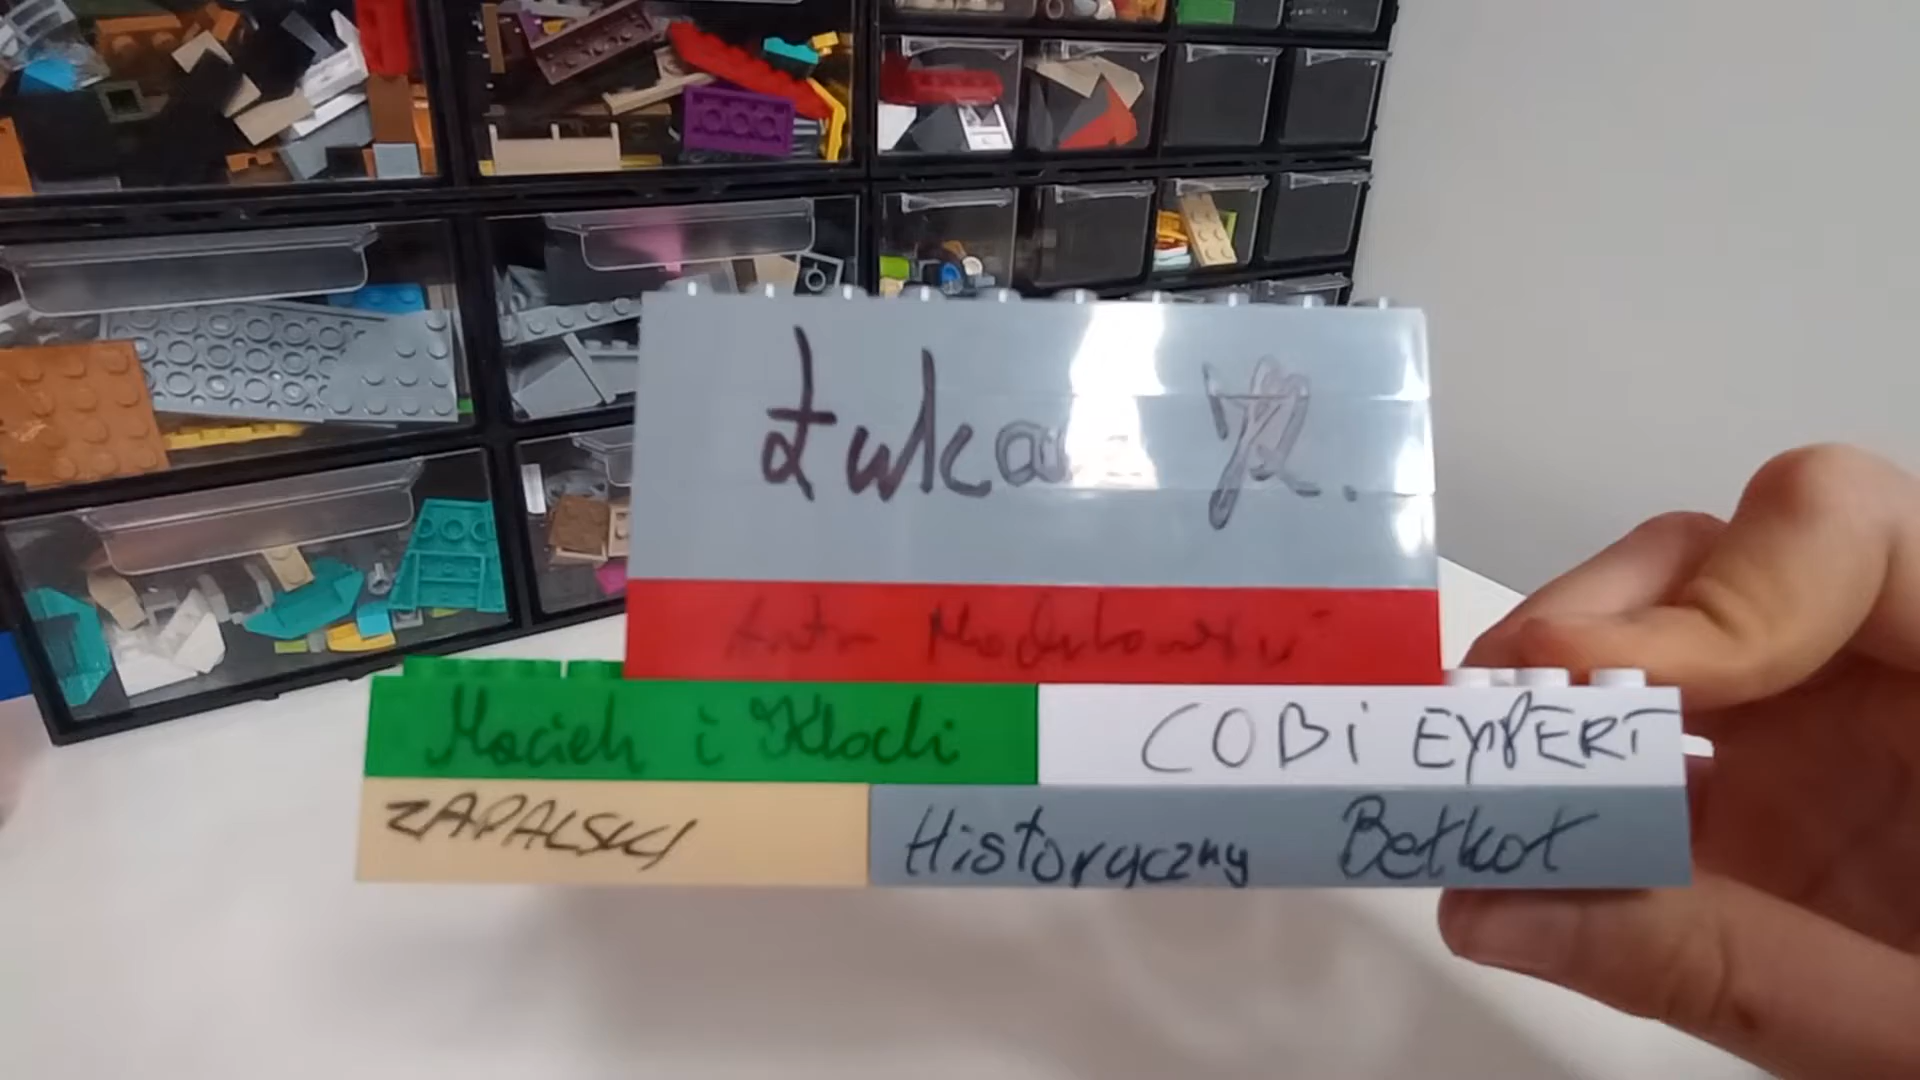 Łukasz K.
Maciek i Klocki
COBi EXPERT
ZAPALSKI
Historyczny Bełkot